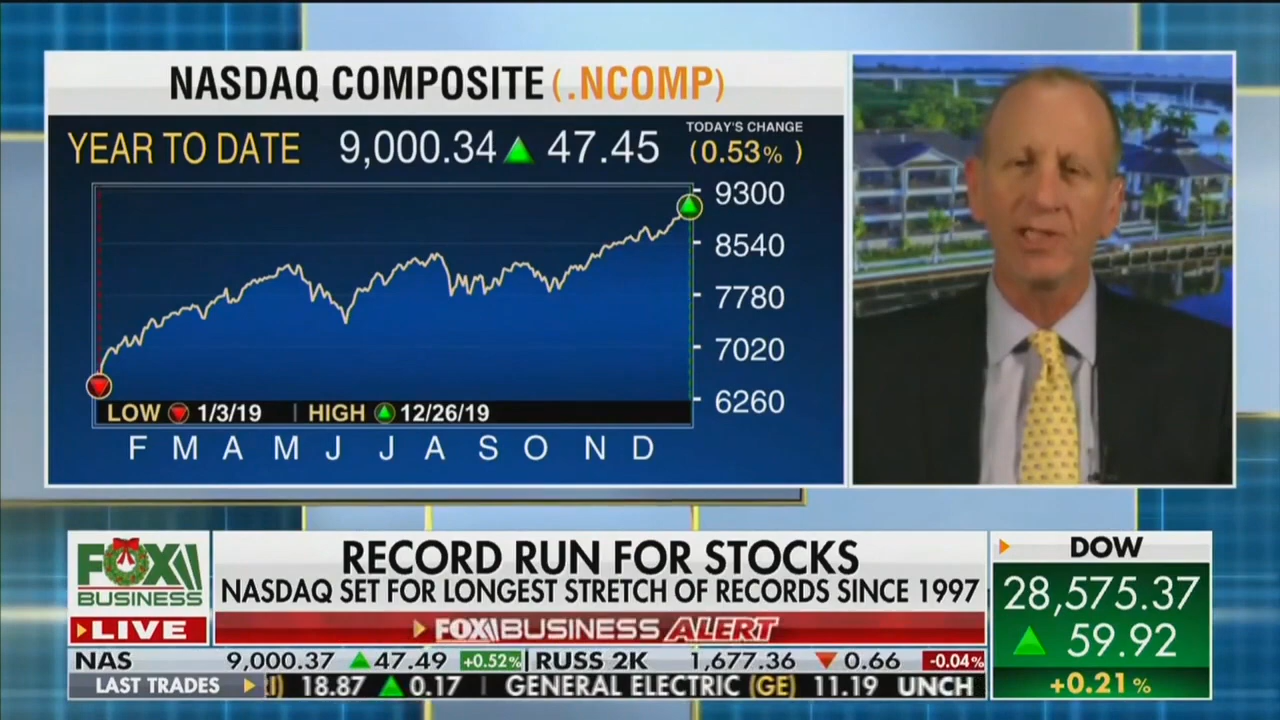 NASDAQ COMPOSITE (.NCOMP)
YEAR TO DATE 9,000.34 ▲ 47.45
TODAY'S CHANGE
(0.53% )
9300
8540
7780
7020
6260
LOW ▼ 1/3/19 | HIGH ▲ 12/26/19
F M A M J J A S O N D
FOX BUSINESS
LIVE
RECORD RUN FOR STOCKS
NASDAQ SET FOR LONGEST STRETCH OF RECORDS SINCE 1997
FOX BUSINESS ALERT
DOW
28,575.37
▲ 59.92
+0.21%
NAS 9,000.37 ▲47.49 +0.52% RUSS 2K 1,677.36 ▼0.66 -0.04%
LAST TRADES 18.87 ▲ 0.17 | GENERAL ELECTRIC (GE) 11.19 UNCH